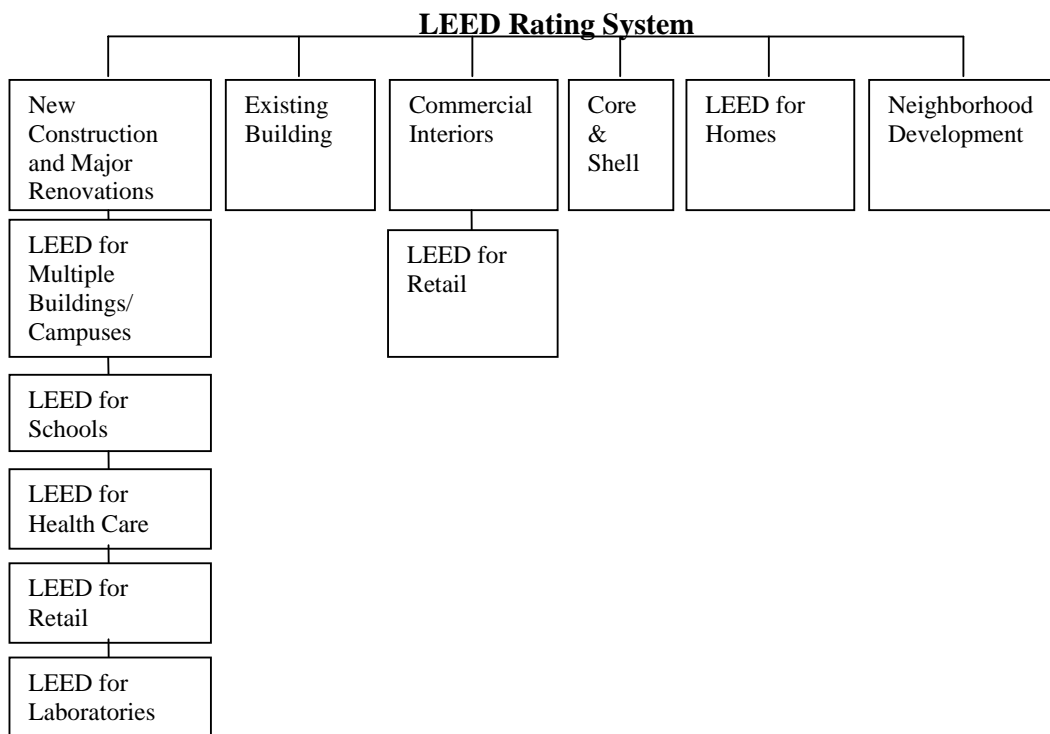 LEED Rating System
New
Construction
and Major
Renovations
Existing
Building
Commercial
Interiors
Core
&
Shell
LEED for
Homes
Neighborhood
Development
LEED for
Multiple
Buildings/
Campuses
LEED for
Retail
LEED for
Schools
LEED for
Health Care
LEED for
Retail
LEED for
Laboratories